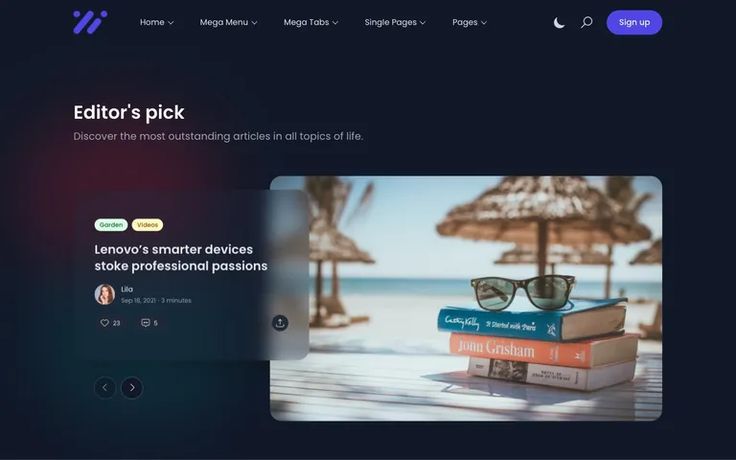 Home
Mega Menu
Mega Tabs
Single Pages
Pages
Sign up
Editor's pick
Discover the most outstanding articles in all topics of life.
Garden
Videos
Lenovo’s smarter devices
stoke professional passions
Lila
Sep 18, 2021 · 3 minutes
23
5
Cathy Kelly It Started with Paris
John Grisham